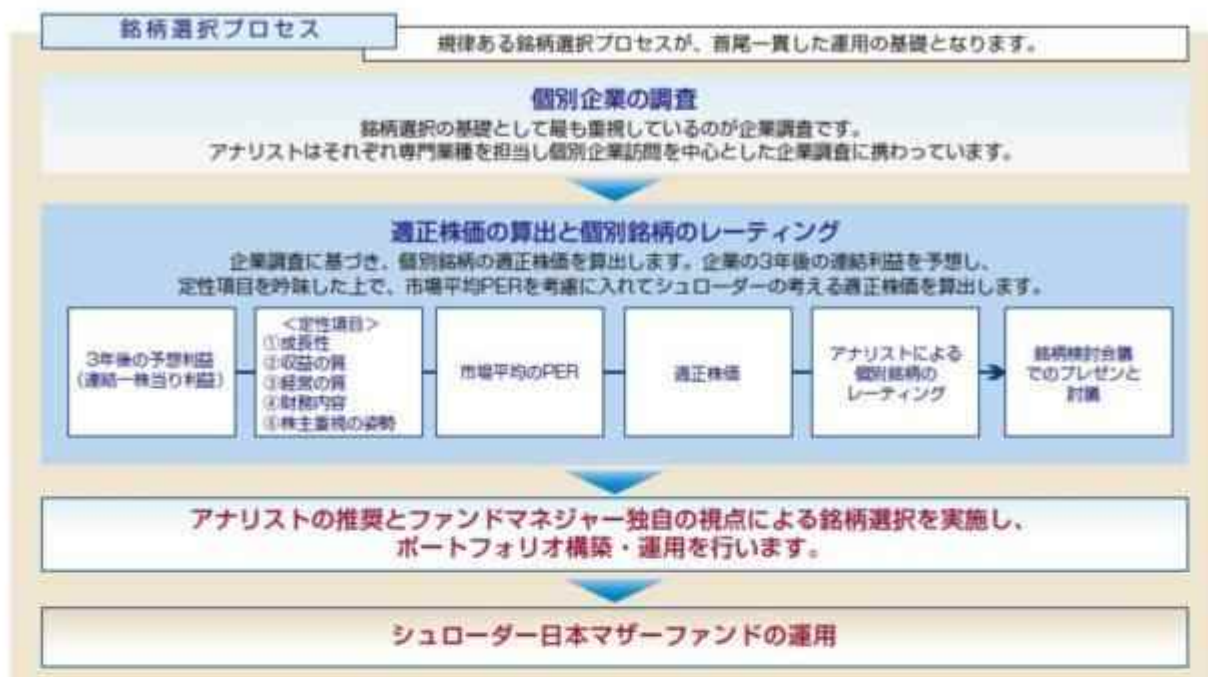 銘柄選択プロセス
規律ある銘柄選択プロセスが、首尾一貫した運用の基礎となります。
個別企業の調査
銘柄選択の基礎として最も重視しているのが企業調査です。
アナリストはそれぞれ専門業種を担当し個別企業訪問を中心とした企業調査に携わっています。
適正株価の算出と個別銘柄のレーティング
企業調査に基づき、個別銘柄の適正株価を算出します。企業の3年後の連結利益を予想し、
定性項目を吟味した上で、市場平均PERを考慮に入れてシュローダーの考える適正株価を算出します。
3年後の予想利益
(連結一株当り利益)
<定性項目>
①成長性
②収益の質
③経営の質
④財務内容
⑤株主重視の姿勢
市場平均のPER
適正株価
アナリストによる
個別銘柄の
レーティング
銘柄検討会議
でのプレゼンと
討議
アナリストの推奨とファンドマネジャー独自の視点による銘柄選択を実施し、
ポートフォリオ構築・運用を行います。
シュローダー日本マザーファンドの運用